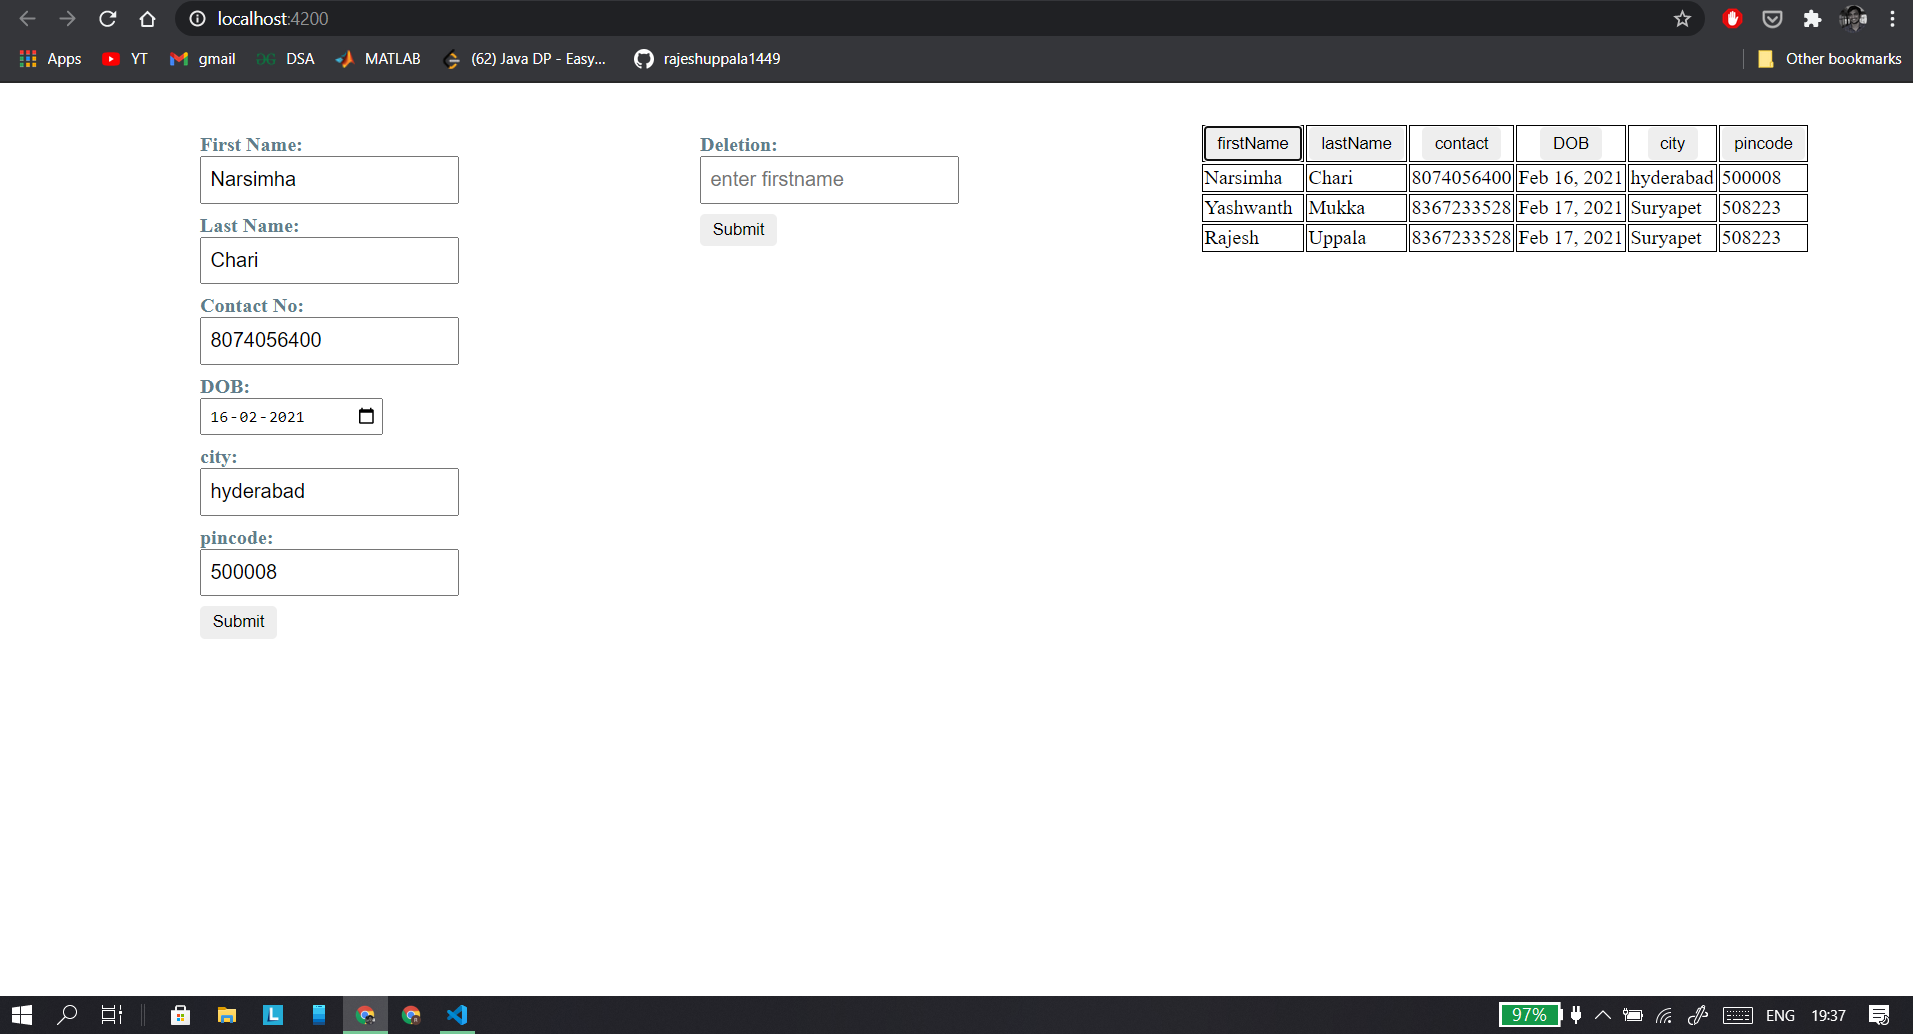 localhost:4200
Apps YT gmail DSA MATLAB (62) Java DP - Easy... rajeshuppala1449 Other bookmarks
First Name:
Narsimha
Last Name:
Chari
Contact No:
8074056400
DOB:
16-02-2021
city:
hyderabad
pincode:
500008
Submit
Deletion:
enter firstname
Submit
firstName lastName contact DOB city pincode
Narsimha Chari 8074056400 Feb 16, 2021 hyderabad 500008
Yashwanth Mukka 8367233528 Feb 17, 2021 Suryapet 508223
Rajesh Uppala 8367233528 Feb 17, 2021 Suryapet 508223
97% ENG 19:37